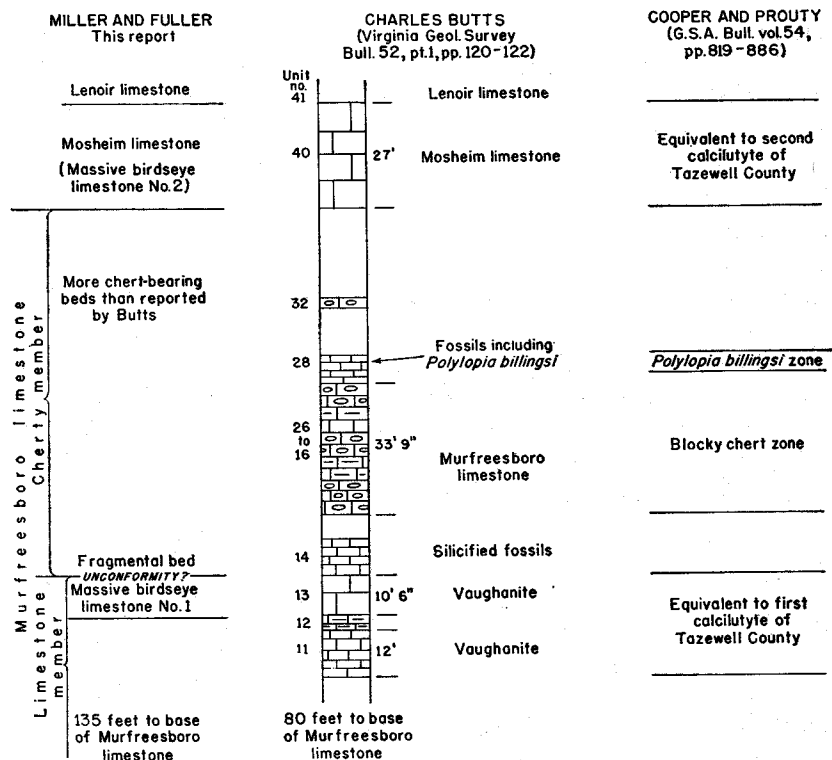 MILLER AND FULLER
This report
CHARLES BUTTS
(Virginia Geol. Survey
Bull. 52, pt.1, pp. 120-122)
COOPER AND PROUTY
(G.S.A. Bull. vol. 54,
pp. 819-886)
Unit
no.
41
Lenoir limestone
Lenoir limestone
Mosheim limestone
(Massive birdseye
limestone No.2)
40
27'
Mosheim limestone
Equivalent to second
calcilutyte of
Tazewell County
Murfreesboro limestone
Cherty member
More chert-bearing
beds than reported
by Butts
32
28
Fossils including
Polylopia billingsi
Polylopia billingsi zone
26
to
16
33' 9"
Murfreesboro
limestone
Blocky chert zone
Fragmental bed
14
Silicified fossils
UNCONFORMITY?
Limestone
member
Massive birdseye
limestone No.1
13
10' 6"
Vaughanite
12
11
12'
Vaughanite
Equivalent to first
calcilutyte of
Tazewell County
135 feet to base
of Murfreesboro
limestone
80 feet to base
of Murfreesboro
limestone